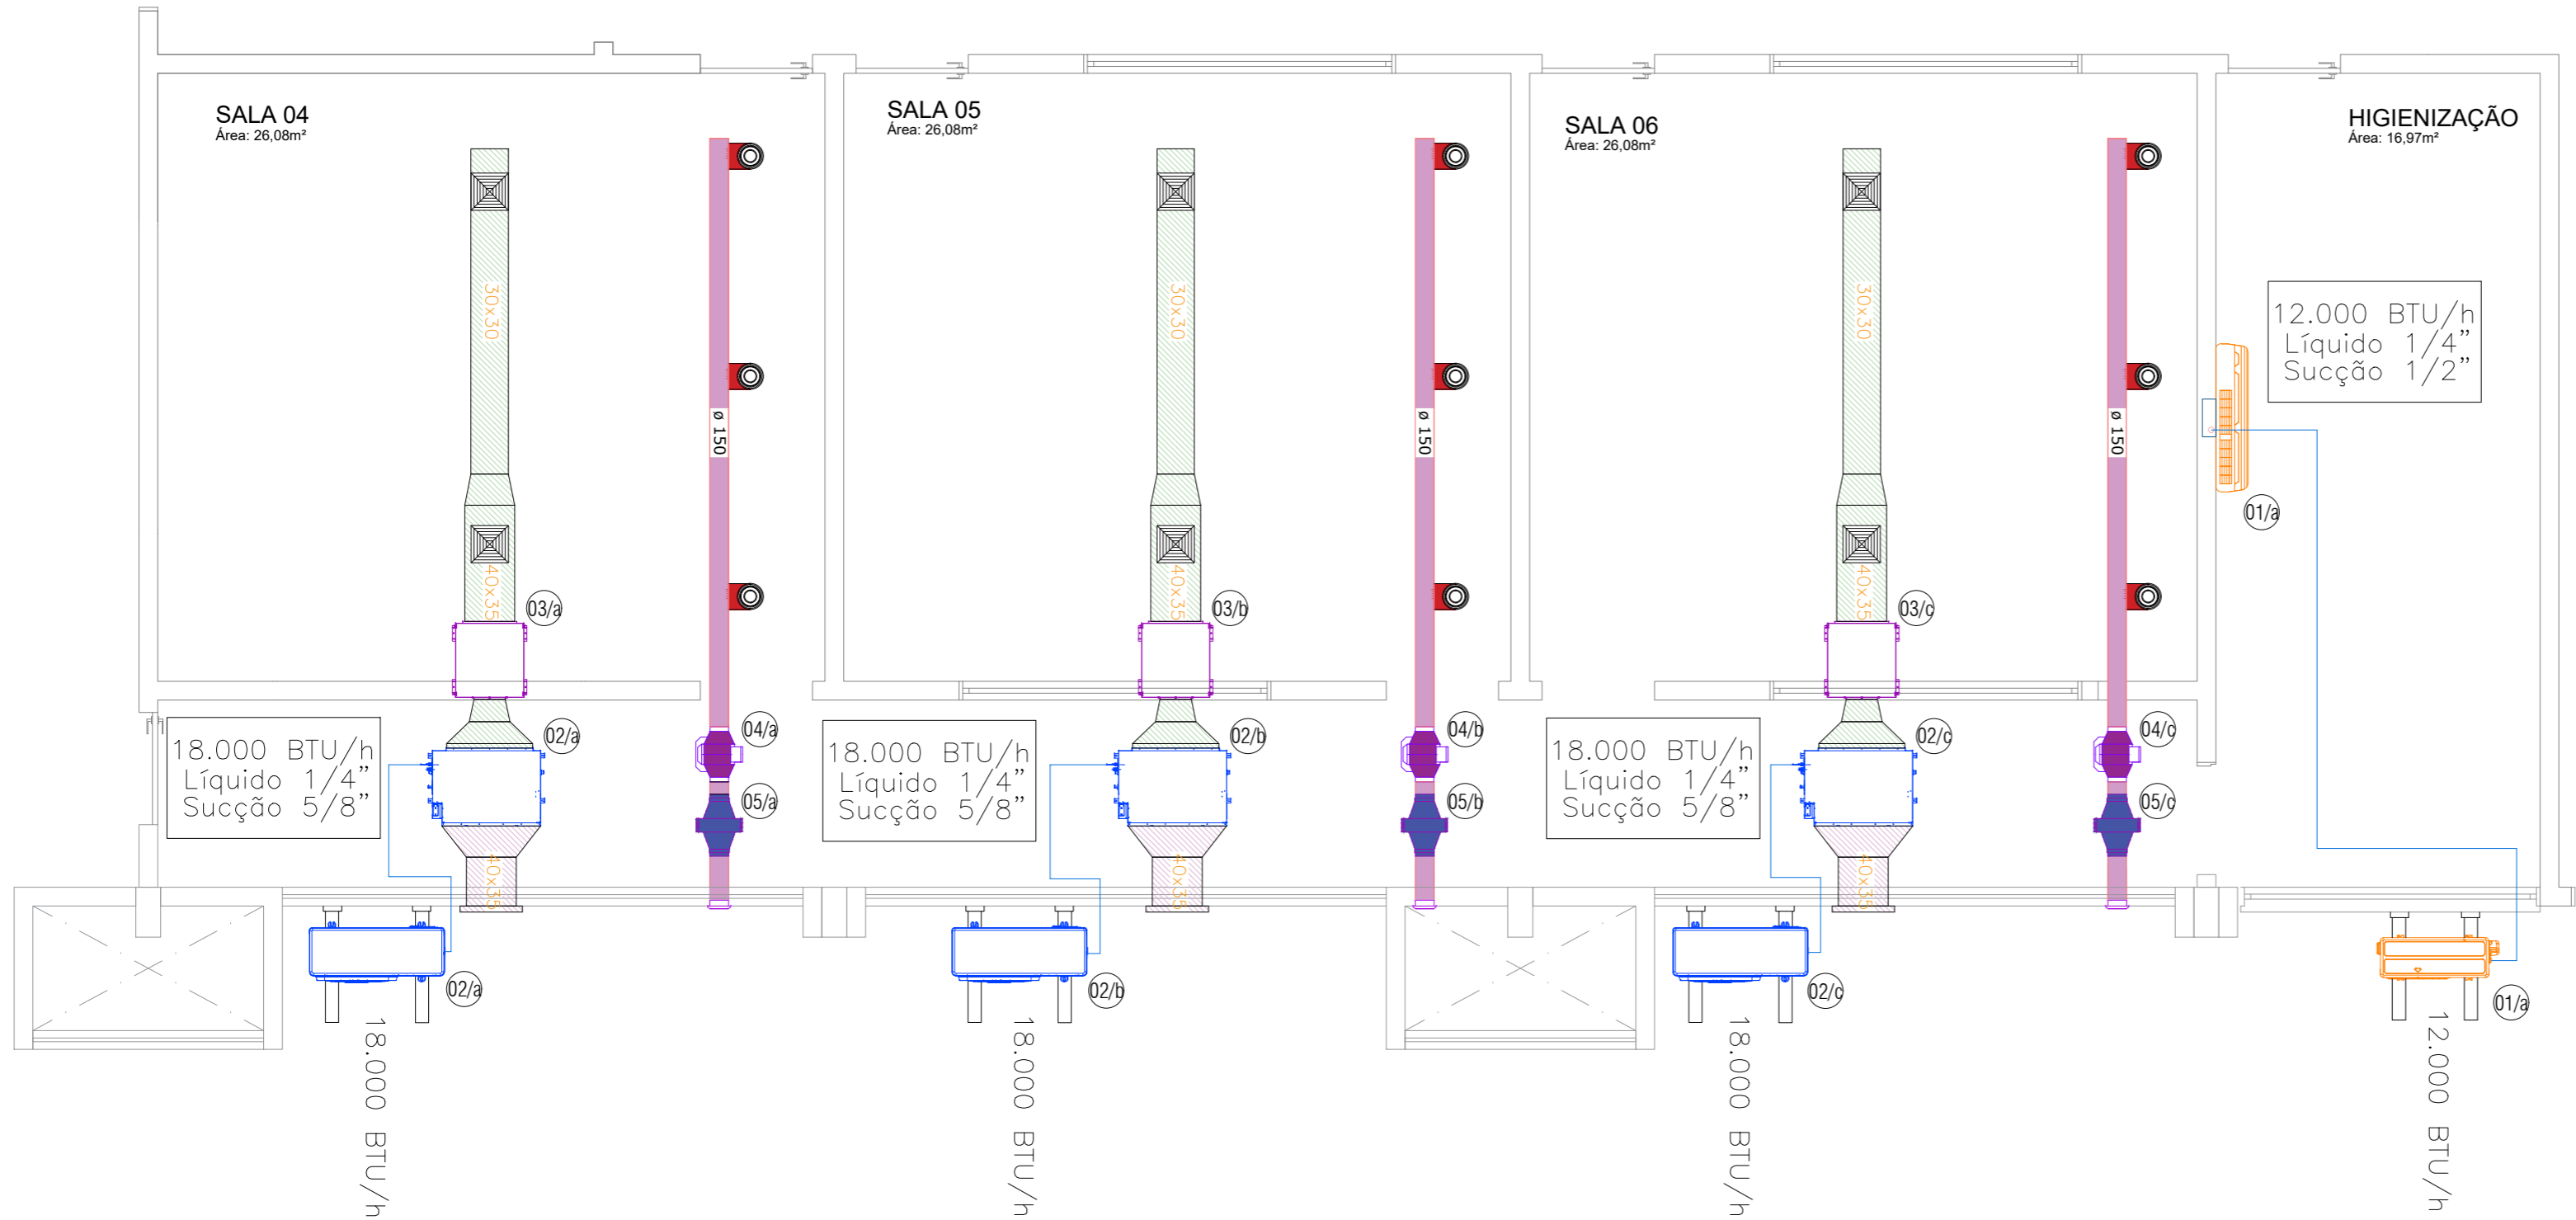 SALA 04
Área: 26,08m²
SALA 05
Área: 26,08m²
SALA 06
Área: 26,08m²
HIGIENIZAÇÃO
Área: 16,97m²
30x30
30x30
30x30
12.000 BTU/h
Líquido 1/4”
Sucção 1/2”
ø 150
ø 150
ø 150
01/a
40x35
03/a
40x35
03/b
40x35
03/c
18.000 BTU/h
Líquido 1/4”
Sucção 5/8”
02/a
04/a
05/a
18.000 BTU/h
Líquido 1/4”
Sucção 5/8”
02/b
04/b
05/b
18.000 BTU/h
Líquido 1/4”
Sucção 5/8”
02/c
04/c
05/c
40x35
40x35
40x35
02/a
02/b
02/c
01/a
18.000 BTU/h
18.000 BTU/h
18.000 BTU/h
12.000 BTU/h